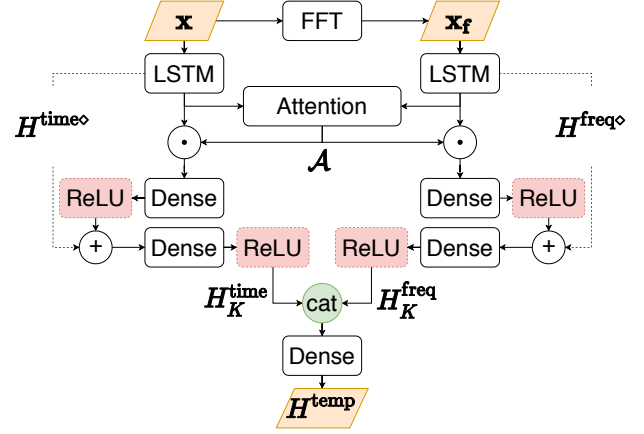 x FFT x_f
LSTM LSTM
Attention
H^time⋄ H^freq⋄
· ·
𝒜
ReLU Dense Dense ReLU
+ Dense ReLU ReLU Dense +
H_K^time cat H_K^freq
Dense
H^temp